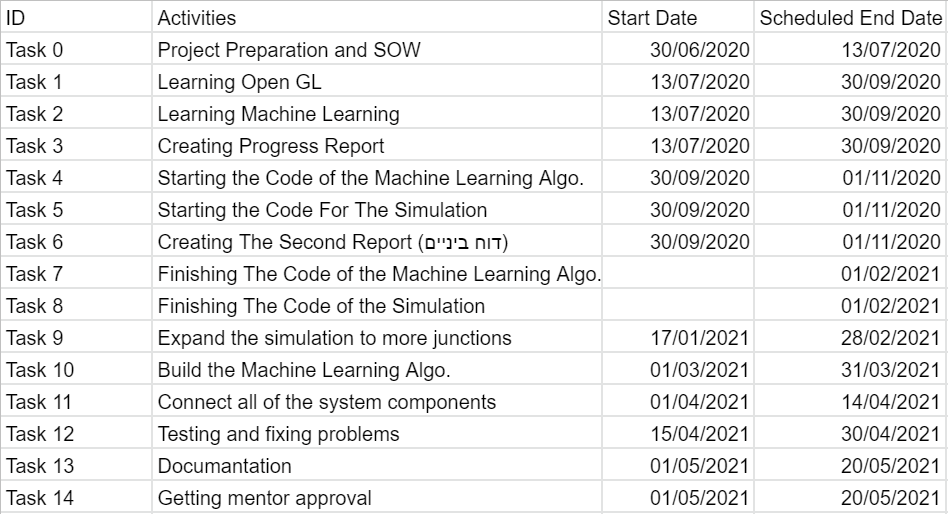 ID Activities Start Date Scheduled End Date
Task 0 Project Preparation and SOW 30/06/2020 13/07/2020
Task 1 Learning Open GL 13/07/2020 30/09/2020
Task 2 Learning Machine Learning 13/07/2020 30/09/2020
Task 3 Creating Progress Report 13/07/2020 30/09/2020
Task 4 Starting the Code of the Machine Learning Algo. 30/09/2020 01/11/2020
Task 5 Starting the Code For The Simulation 30/09/2020 01/11/2020
Task 6 Creating The Second Report (דוח ביניים) 30/09/2020 01/11/2020
Task 7 Finishing The Code of the Machine Learning Algo. 01/02/2021
Task 8 Finishing The Code of the Simulation 01/02/2021
Task 9 Expand the simulation to more junctions 17/01/2021 28/02/2021
Task 10 Build the Machine Learning Algo. 01/03/2021 31/03/2021
Task 11 Connect all of the system components 01/04/2021 14/04/2021
Task 12 Testing and fixing problems 15/04/2021 30/04/2021
Task 13 Documantation 01/05/2021 20/05/2021
Task 14 Getting mentor approval 01/05/2021 20/05/2021